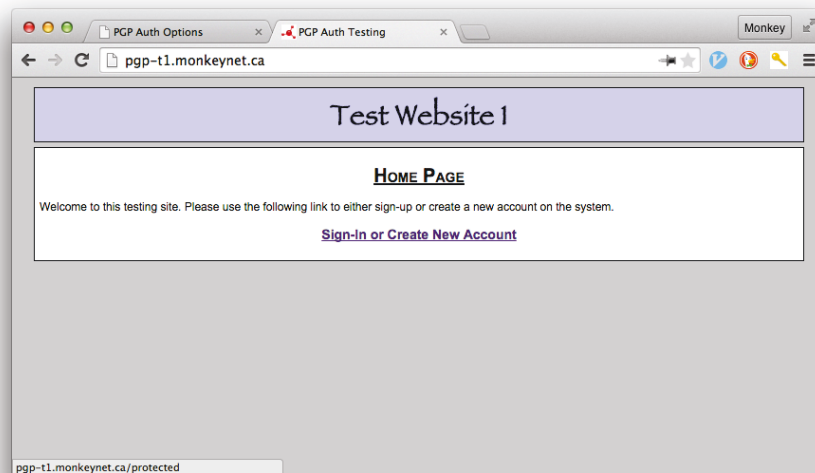 PGP Auth Options
PGP Auth Testing
Monkey
pgp-t1.monkeynet.ca
Test Website 1
Home Page
Welcome to this testing site. Please use the following link to either sign-up or create a new account on the system.
Sign-In or Create New Account
pgp-t1.monkeynet.ca/protected